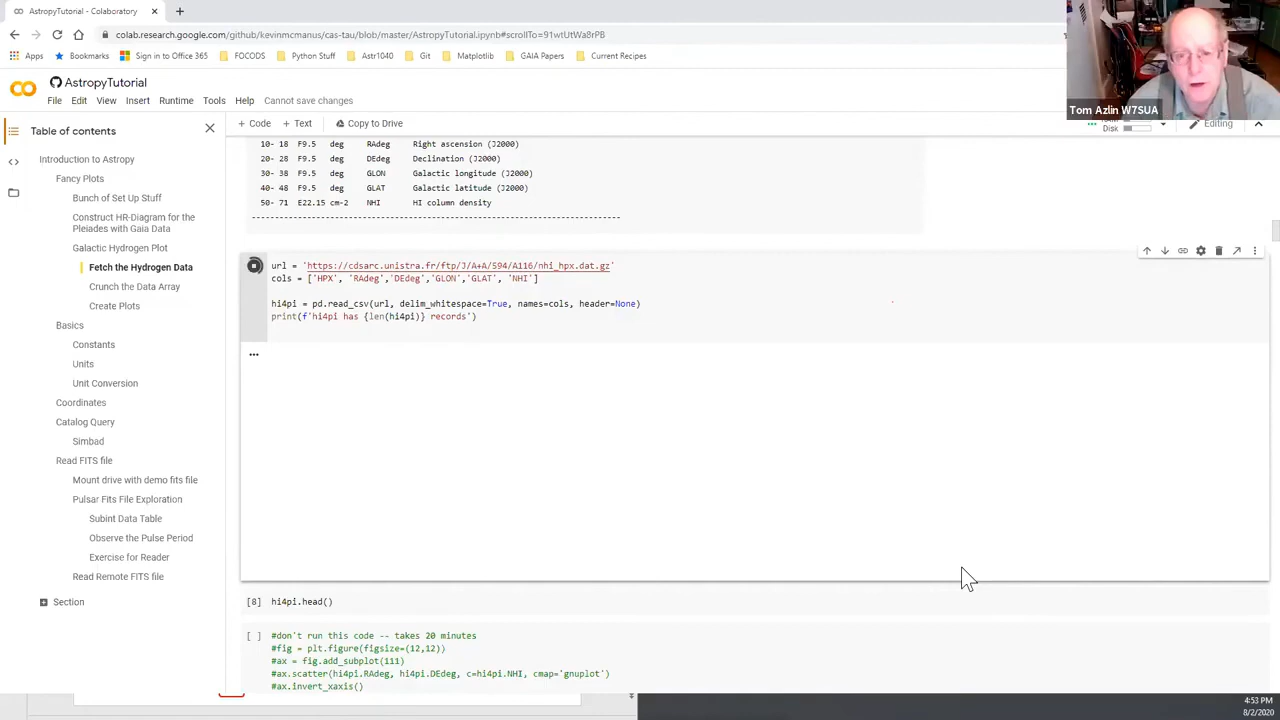 AstropyTutorial - Colaboratory
colab.research.google.com/github/kevinmcmanus/cas-tau/blob/master/AstropyTutorial.ipynb#scrollTo=91wtUtWa8rPB
Apps Bookmarks Sign in to Office 365 FOCODS Python Stuff Astr1040 Git Matplotlib GAIA Papers Current Recipes
AstropyTutorial
File Edit View Insert Runtime Tools Help Cannot save changes
Tom Azlin W7SUA
Table of contents
+ Code + Text Copy to Drive
Disk
Editing
Introduction to Astropy
Fancy Plots
Bunch of Set Up Stuff
Construct HR-Diagram for the
Pleiades with Gaia Data
Galactic Hydrogen Plot
Fetch the Hydrogen Data
Crunch the Data Array
Create Plots
Basics
Constants
Units
Unit Conversion
Coordinates
Catalog Query
Simbad
Read FITS file
Mount drive with demo fits file
Pulsar Fits File Exploration
Subint Data Table
Observe the Pulse Period
Exercise for Reader
Read Remote FITS file
Section
10- 18 F9.5 deg RAdeg Right ascension (J2000)
20- 28 F9.5 deg DEdeg Declination (J2000)
30- 38 F9.5 deg GLON Galactic longitude (J2000)
40- 48 F9.5 deg GLAT Galactic latitude (J2000)
50- 71 E22.15 cm-2 NHI HI column density
--------------------------------------------------------------------------------
url = 'https://cdsarc.unistra.fr/ftp/J/A+A/594/A116/nhi_hpx.dat.gz'
cols = ['HPX', 'RAdeg','DEdeg','GLON','GLAT', 'NHI']
hi4pi = pd.read_csv(url, delim_whitespace=True, names=cols, header=None)
print(f'hi4pi has {len(hi4pi)} records')
...
[8] hi4pi.head()
[ ] #don't run this code -- takes 20 minutes
#fig = plt.figure(figsize=(12,12))
#ax = fig.add_subplot(111)
#ax.scatter(hi4pi.RAdeg, hi4pi.DEdeg, c=hi4pi.NHI, cmap='gnuplot')
#ax.invert_xaxis()
4:53 PM
8/2/2020